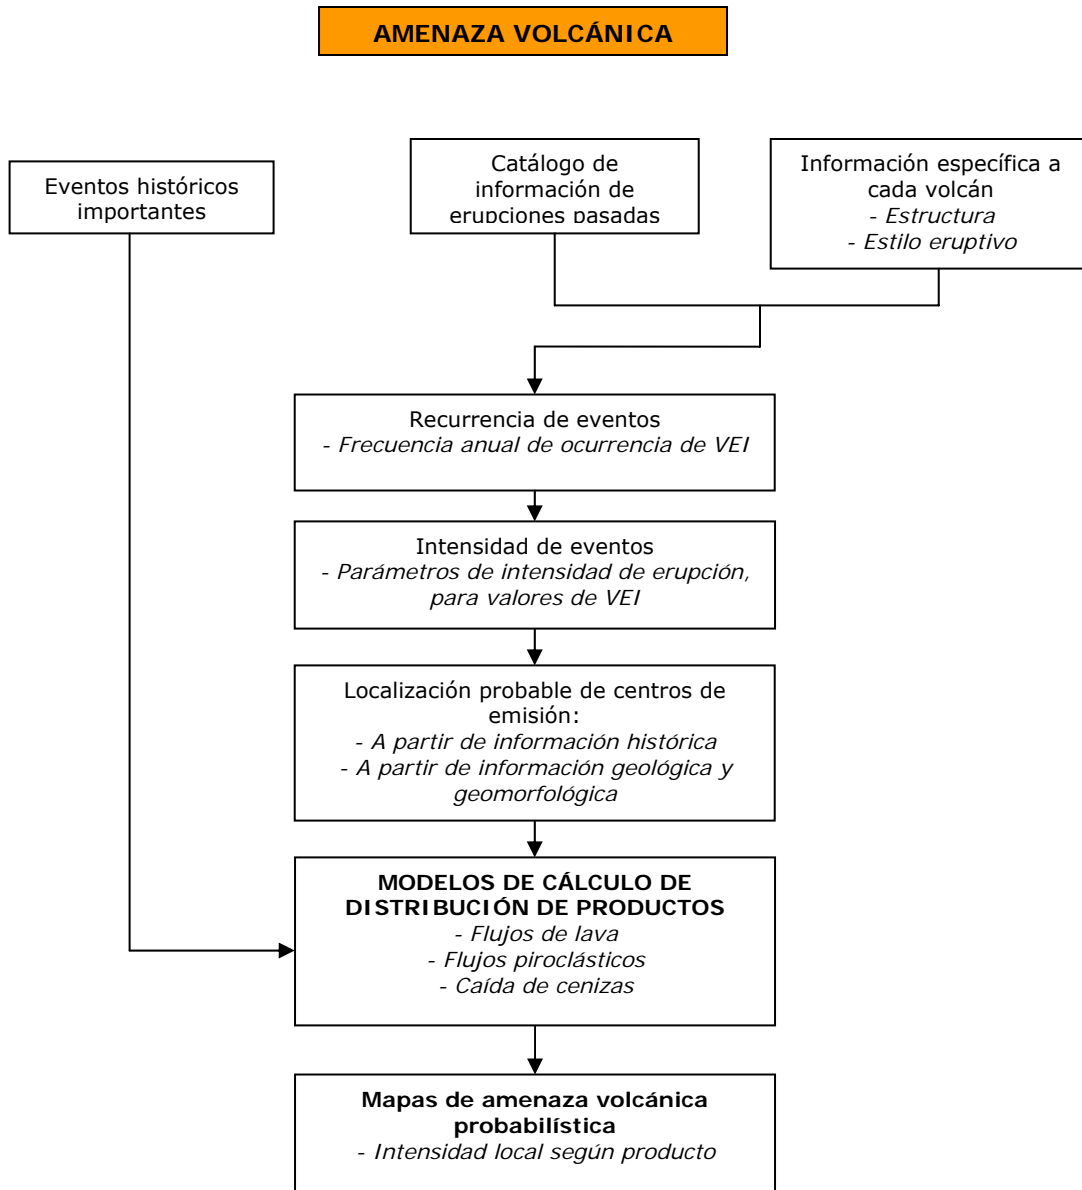 AMENAZA VOLCÁNICA
Eventos históricos
importantes
Catálogo de
información de
erupciones pasadas
Información específica a
cada volcán
- Estructura
- Estilo eruptivo
Recurrencia de eventos
- Frecuencia anual de ocurrencia de VEI
Intensidad de eventos
- Parámetros de intensidad de erupción,
para valores de VEI
Localización probable de centros de
emisión:
- A partir de información histórica
- A partir de información geológica y
geomorfológica
MODELOS DE CÁLCULO DE
DISTRIBUCIÓN DE PRODUCTOS
- Flujos de lava
- Flujos piroclásticos
- Caída de cenizas
Mapas de amenaza volcánica
probabilística
- Intensidad local según producto